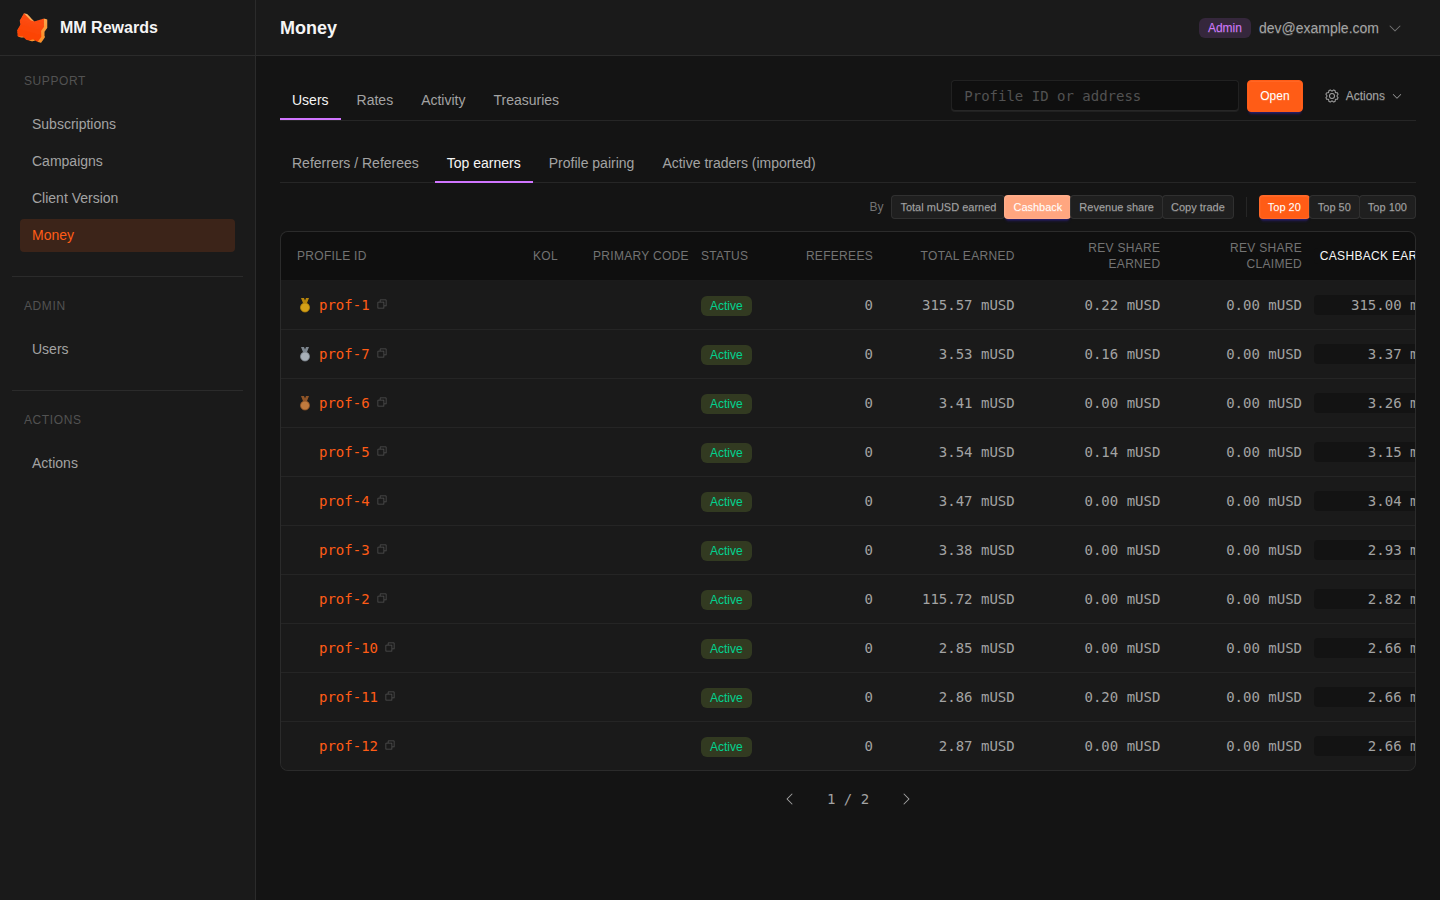 MM Rewards
Money
Admin
dev@example.com
SUPPORT
Subscriptions
Campaigns
Client Version
Money
ADMIN
Users
ACTIONS
Actions
Users Rates Activity Treasuries
Profile ID or address
Open
Actions
Referrers / Referees Top earners Profile pairing Active traders (imported)
By Total mUSD earned Cashback Revenue share Copy trade Top 20 Top 50 Top 100
PROFILE ID KOL PRIMARY CODE STATUS REFEREES TOTAL EARNED REV SHARE EARNED REV SHARE CLAIMED CASHBACK EAR
prof-1 Active 0 315.57 mUSD 0.22 mUSD 0.00 mUSD 315.00 m
prof-7 Active 0 3.53 mUSD 0.16 mUSD 0.00 mUSD 3.37 m
prof-6 Active 0 3.41 mUSD 0.00 mUSD 0.00 mUSD 3.26 m
prof-5 Active 0 3.54 mUSD 0.14 mUSD 0.00 mUSD 3.15 m
prof-4 Active 0 3.47 mUSD 0.00 mUSD 0.00 mUSD 3.04 m
prof-3 Active 0 3.38 mUSD 0.00 mUSD 0.00 mUSD 2.93 m
prof-2 Active 0 115.72 mUSD 0.00 mUSD 0.00 mUSD 2.82 m
prof-10 Active 0 2.85 mUSD 0.00 mUSD 0.00 mUSD 2.66 m
prof-11 Active 0 2.86 mUSD 0.20 mUSD 0.00 mUSD 2.66 m
prof-12 Active 0 2.87 mUSD 0.00 mUSD 0.00 mUSD 2.66 m
1 / 2